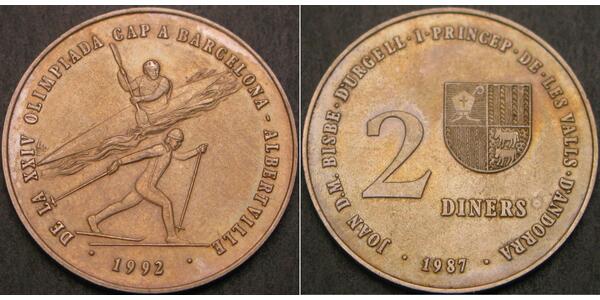 DE LA XXIV OLIMPIADA CAP A BARCELONA - ALBERTVILLE
· 1992 ·
JOAN D.M. BISBE · D'URGELL · I · PRINCEP · DE · LES VALLS · D'ANDORRA
2
DINERS
· 1987 ·